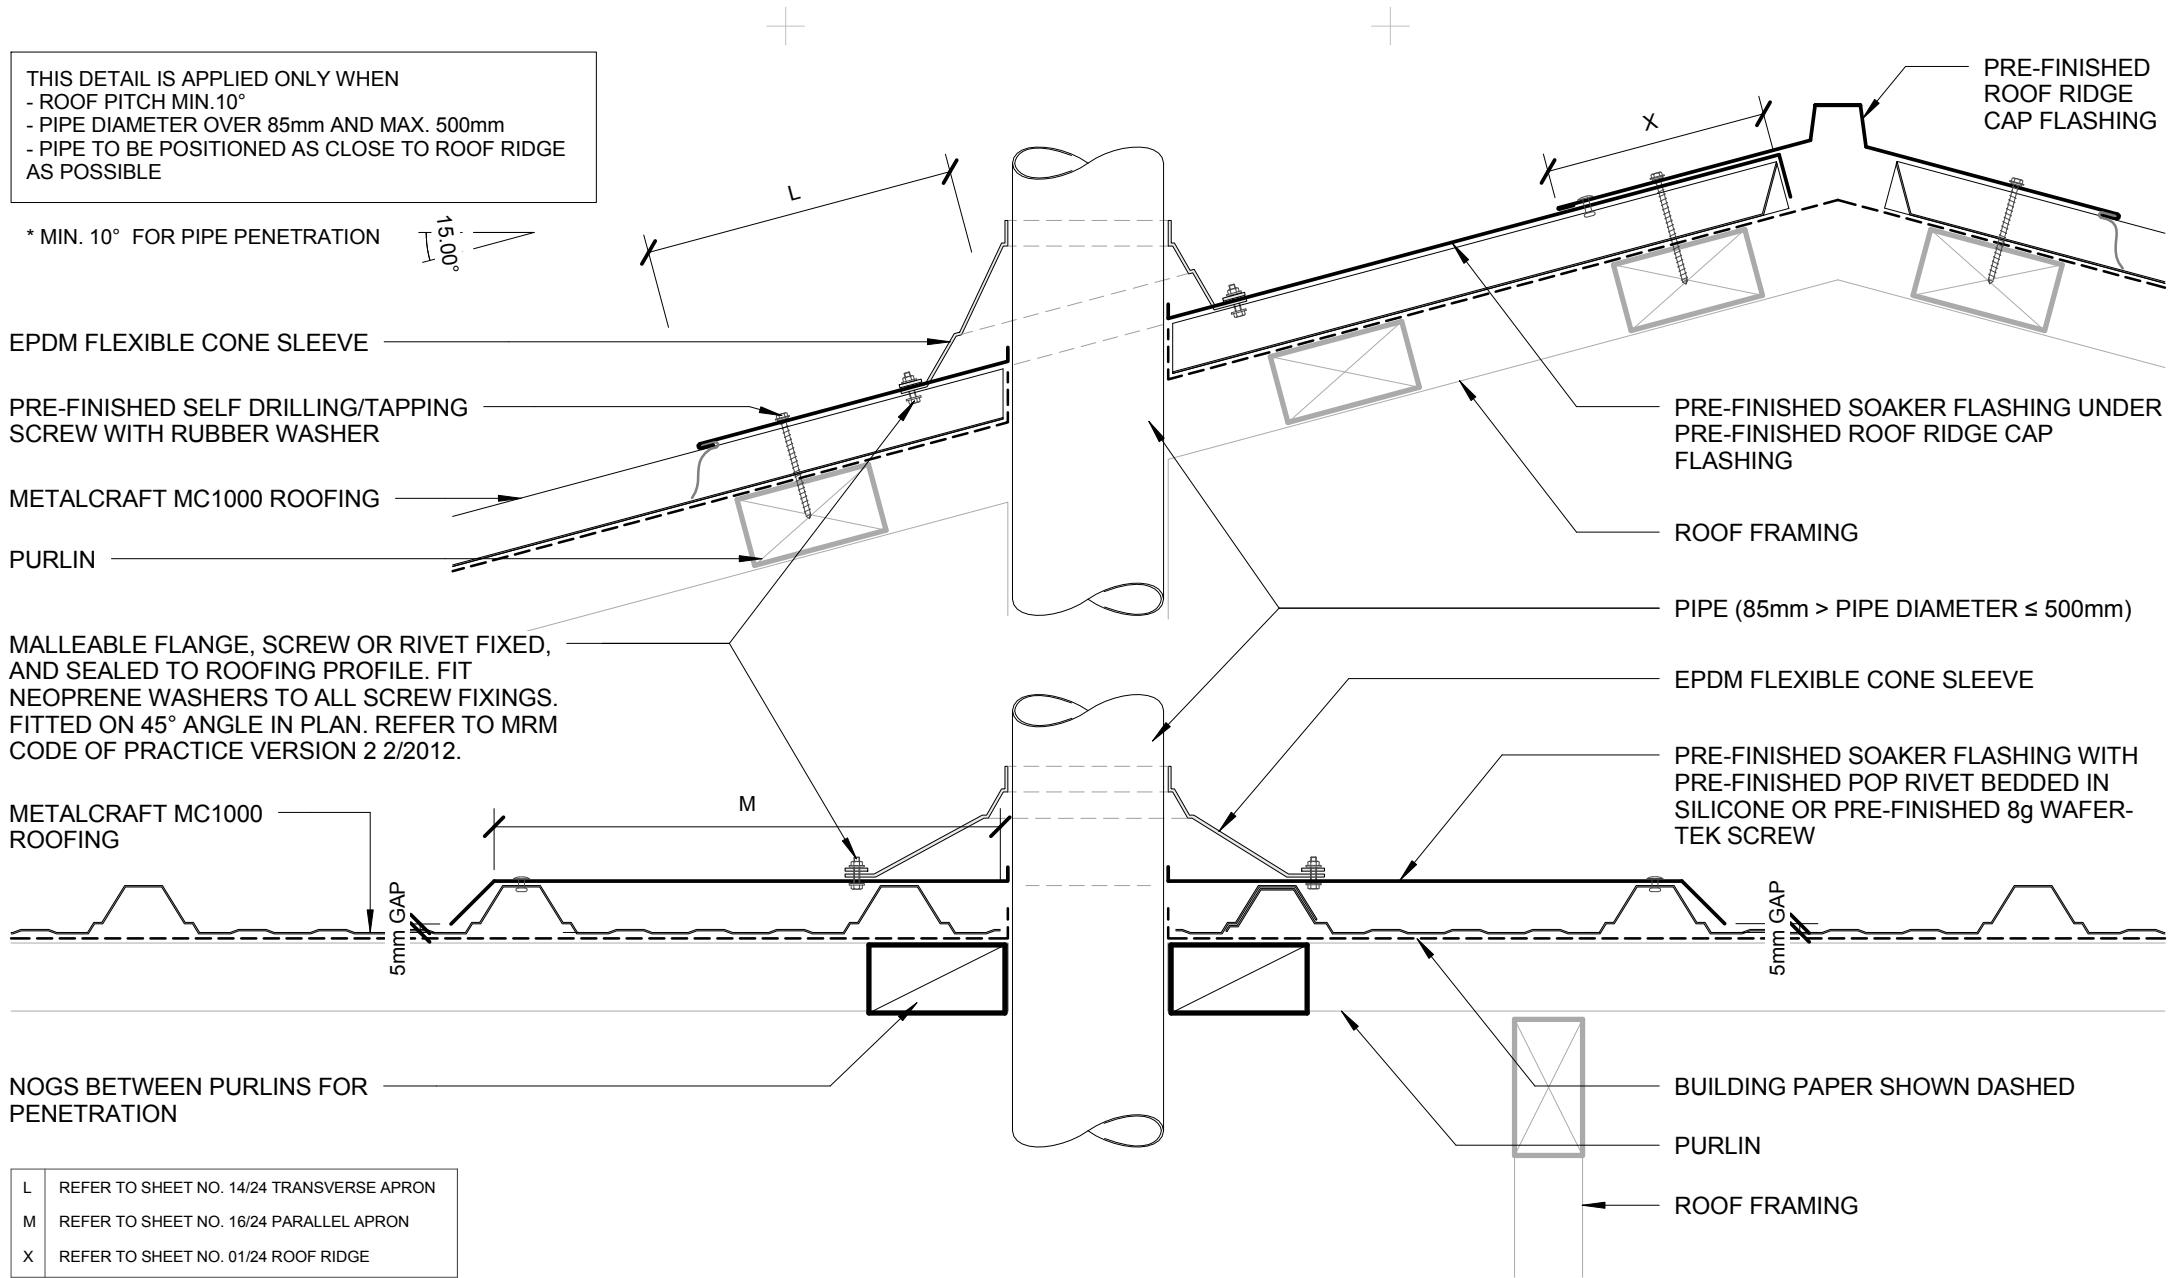 THIS DETAIL IS APPLIED ONLY WHEN
- ROOF PITCH MIN.10°
- PIPE DIAMETER OVER 85mm AND MAX. 500mm
- PIPE TO BE POSITIONED AS CLOSE TO ROOF RIDGE
AS POSSIBLE
* MIN. 10° FOR PIPE PENETRATION
15.00°
L
X
PRE-FINISHED
ROOF RIDGE
CAP FLASHING
EPDM FLEXIBLE CONE SLEEVE
PRE-FINISHED SELF DRILLING/TAPPING
SCREW WITH RUBBER WASHER
METALCRAFT MC1000 ROOFING
PURLIN
MALLEABLE FLANGE, SCREW OR RIVET FIXED,
AND SEALED TO ROOFING PROFILE. FIT
NEOPRENE WASHERS TO ALL SCREW FIXINGS.
FITTED ON 45° ANGLE IN PLAN. REFER TO MRM
CODE OF PRACTICE VERSION 2 2/2012.
METALCRAFT MC1000
ROOFING
PRE-FINISHED SOAKER FLASHING UNDER
PRE-FINISHED ROOF RIDGE CAP
FLASHING
ROOF FRAMING
PIPE (85mm > PIPE DIAMETER ≤ 500mm)
EPDM FLEXIBLE CONE SLEEVE
PRE-FINISHED SOAKER FLASHING WITH
PRE-FINISHED POP RIVET BEDDED IN
SILICONE OR PRE-FINISHED 8g WAFER-
TEK SCREW
M
5mm GAP
5mm GAP
NOGS BETWEEN PURLINS FOR
PENETRATION
BUILDING PAPER SHOWN DASHED
PURLIN
ROOF FRAMING
L REFER TO SHEET NO. 14/24 TRANSVERSE APRON
M REFER TO SHEET NO. 16/24 PARALLEL APRON
X REFER TO SHEET NO. 01/24 ROOF RIDGE